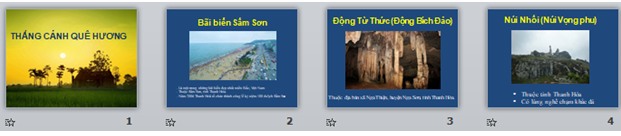 THẮNG CẢNH QUÊ HƯƠNG
1
Bãi biển Sầm Sơn
2
Động Từ Thức (Động Bích Đào)
Thuộc địa bàn xã Nga Thiện, huyện Nga Sơn, tỉnh Thanh Hóa.
3
Núi Nhồi (Núi Vọng phu)
• Thuộc tỉnh Thanh Hóa
• Có làng nghề chạm khắc đá
4